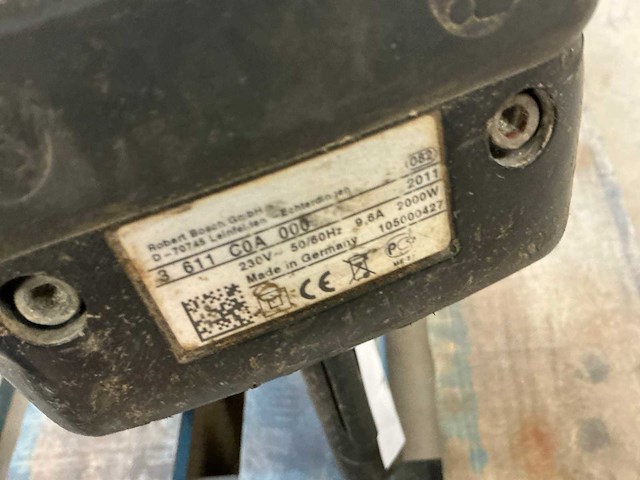 Robert Bosch GmbH
D-70745 Leinfelden-Echterdingen
(082)
3 611 C0A 000
2011
230V~ 50/60Hz 9,6A 2000W
Made in Germany 105000427
CE